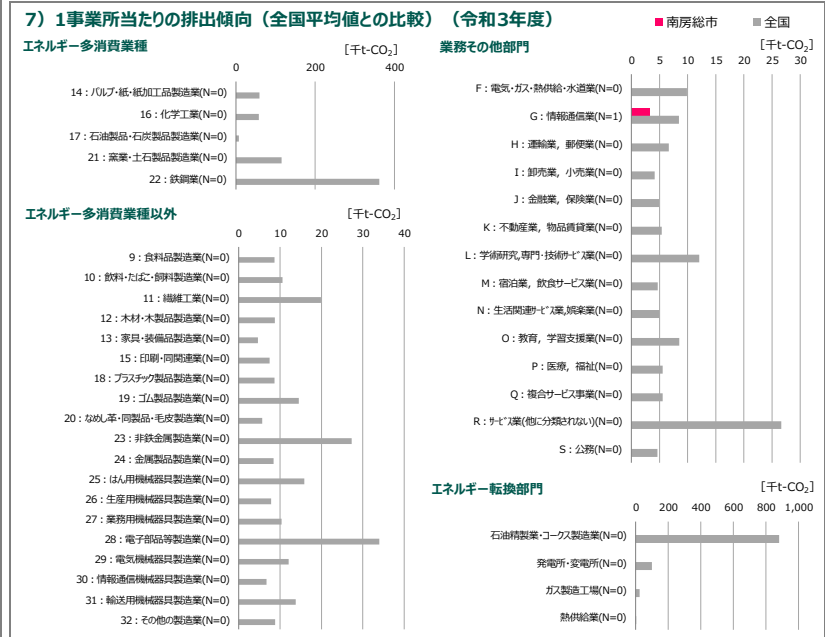 7）1事業所当たりの排出傾向（全国平均値との比較）（令和3年度）
南房総市 全国
エネルギー多消費業種
[千t-CO₂]
0 200 400
14：パルプ・紙・紙加工品製造業(N=0)
16：化学工業(N=0)
17：石油製品・石炭製品製造業(N=0)
21：窯業・土石製品製造業(N=0)
22：鉄鋼業(N=0)
エネルギー多消費業種以外
[千t-CO₂]
0 10 20 30 40
9：食料品製造業(N=0)
10：飲料・たばこ・飼料製造業(N=0)
11：繊維工業(N=0)
12：木材・木製品製造業(N=0)
13：家具・装備品製造業(N=0)
15：印刷・同関連業(N=0)
18：プラスチック製品製造業(N=0)
19：ゴム製品製造業(N=0)
20：なめし革・同製品・毛皮製造業(N=0)
23：非鉄金属製造業(N=0)
24：金属製品製造業(N=0)
25：はん用機械器具製造業(N=0)
26：生産用機械器具製造業(N=0)
27：業務用機械器具製造業(N=0)
28：電子部品等製造業(N=0)
29：電気機械器具製造業(N=0)
30：情報通信機械器具製造業(N=0)
31：輸送用機械器具製造業(N=0)
32：その他の製造業(N=0)
業務その他部門
[千t-CO₂]
0 5 10 15 20 25 30
F：電気・ガス・熱供給・水道業(N=0)
G：情報通信業(N=1)
H：運輸業，郵便業(N=0)
I：卸売業，小売業(N=0)
J：金融業，保険業(N=0)
K：不動産業，物品賃貸業(N=0)
L：学術研究,専門・技術ｻｰﾋﾞｽ業(N=0)
M：宿泊業，飲食サービス業(N=0)
N：生活関連ｻｰﾋﾞｽ業,娯楽業(N=0)
O：教育，学習支援業(N=0)
P：医療，福祉(N=0)
Q：複合サービス事業(N=0)
R：ｻｰﾋﾞｽ業(他に分類されない)(N=0)
S：公務(N=0)
エネルギー転換部門
[千t-CO₂]
0 200 400 600 800 1,000
石油精製業・コークス製造業(N=0)
発電所・変電所(N=0)
ガス製造工場(N=0)
熱供給業(N=0)